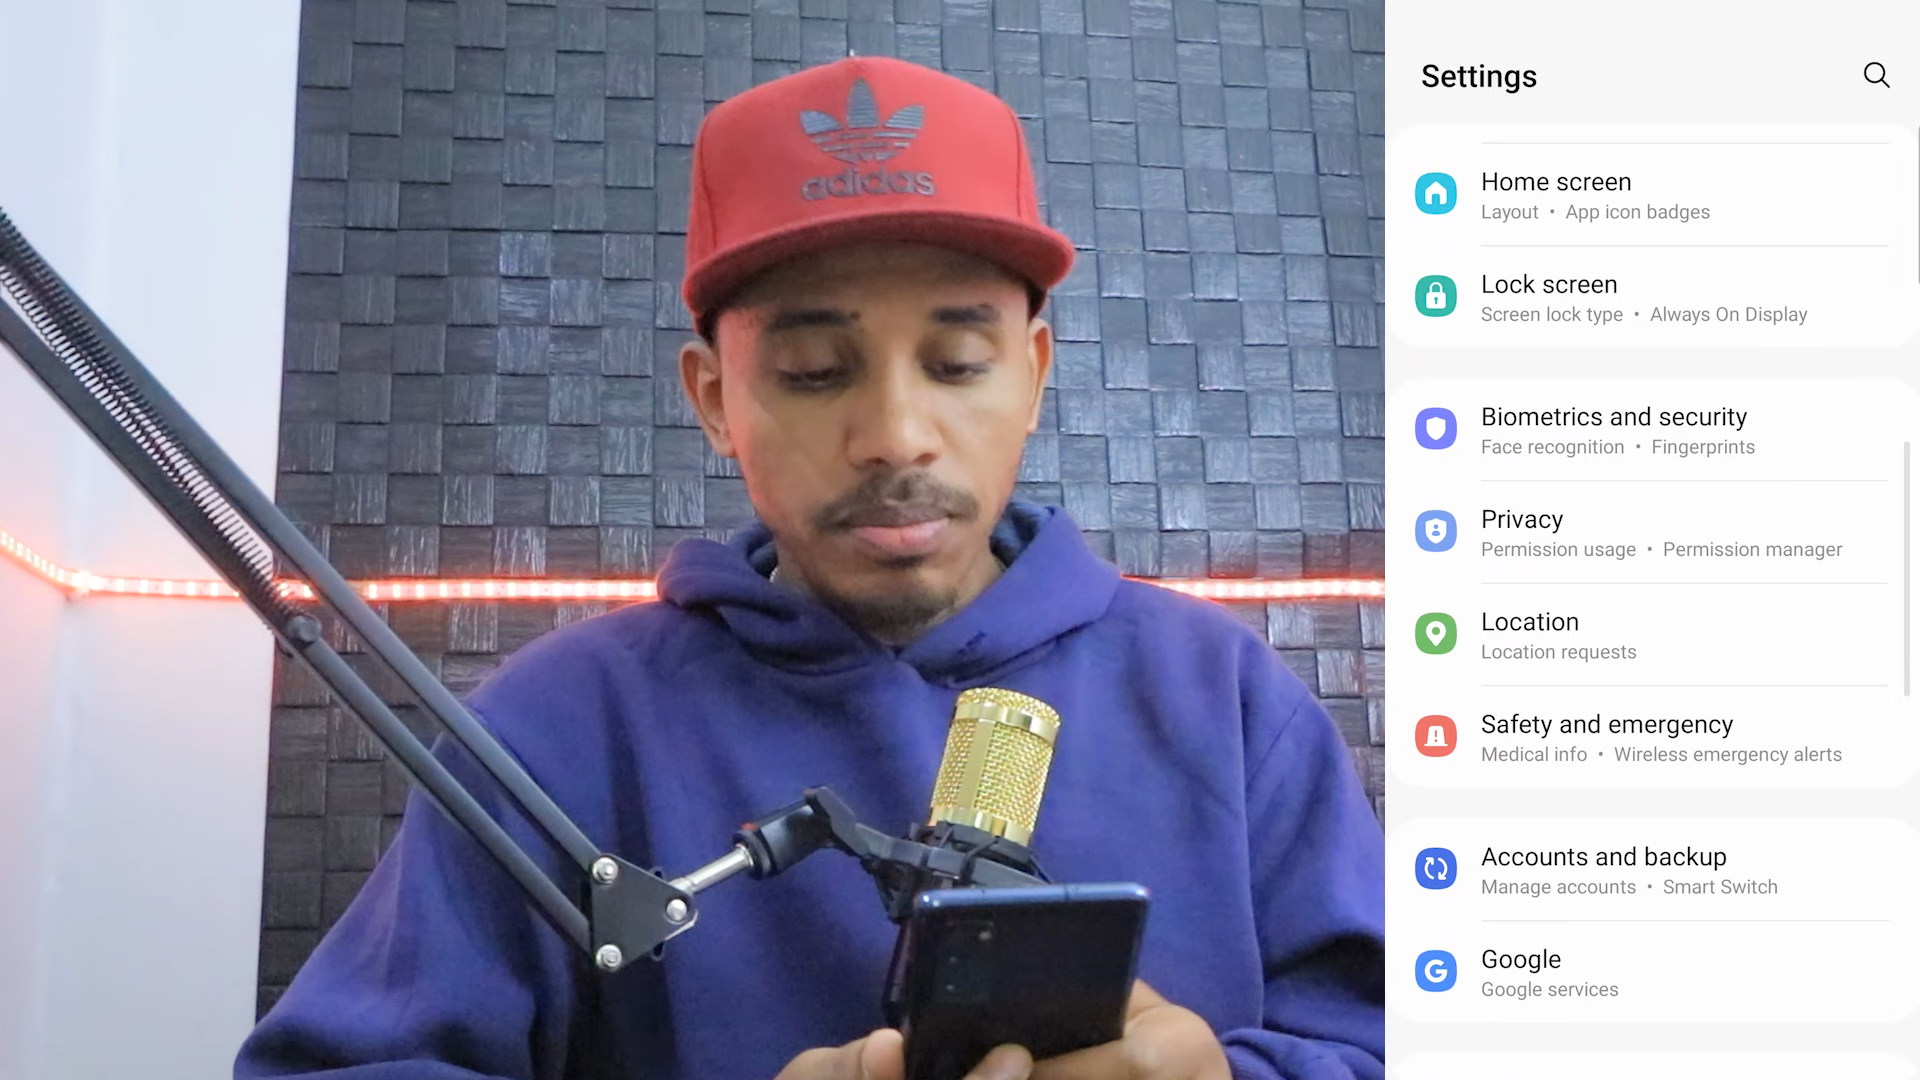 adidas
Settings
Home screen
Layout • App icon badges
Lock screen
Screen lock type • Always On Display
Biometrics and security
Face recognition • Fingerprints
Privacy
Permission usage • Permission manager
Location
Location requests
Safety and emergency
Medical info • Wireless emergency alerts
Accounts and backup
Manage accounts • Smart Switch
Google
Google services